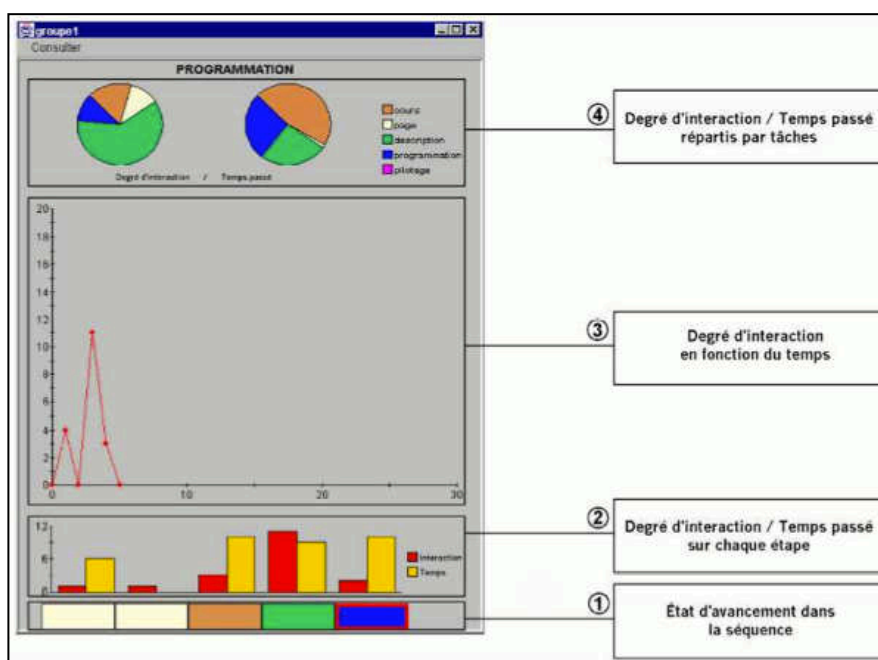 groupe1
Consulter
PROGRAMMATION
cours
page
description
programmation
pilotage
Degré d'interaction / Temps passé
④ Degré d'interaction / Temps passé
répartis par tâches
20
18
16
14
12
10
8
6
4
2
0
0 10 20 30
③ Degré d'interaction
en fonction du temps
12
6
0
Interaction
Temps
② Degré d'interaction / Temps passé
sur chaque étape
① État d'avancement dans
la séquence